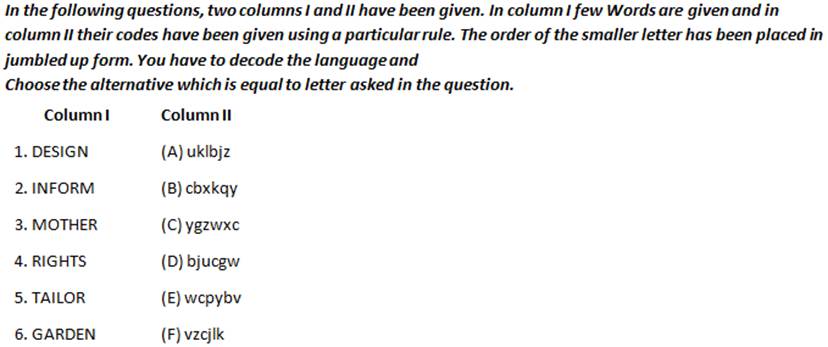 In the following questions, two columns I and II have been given. In column I few Words are given and in
column II their codes have been given using a particular rule. The order of the smaller letter has been placed in
jumbled up form. You have to decode the language and
Choose the alternative which is equal to letter asked in the question.
Column I Column II
1. DESIGN (A) uklbjz
2. INFORM (B) cbxkqy
3. MOTHER (C) ygzwxc
4. RIGHTS (D) bjucgw
5. TAILOR (E) wcpybv
6. GARDEN (F) vzcjlk